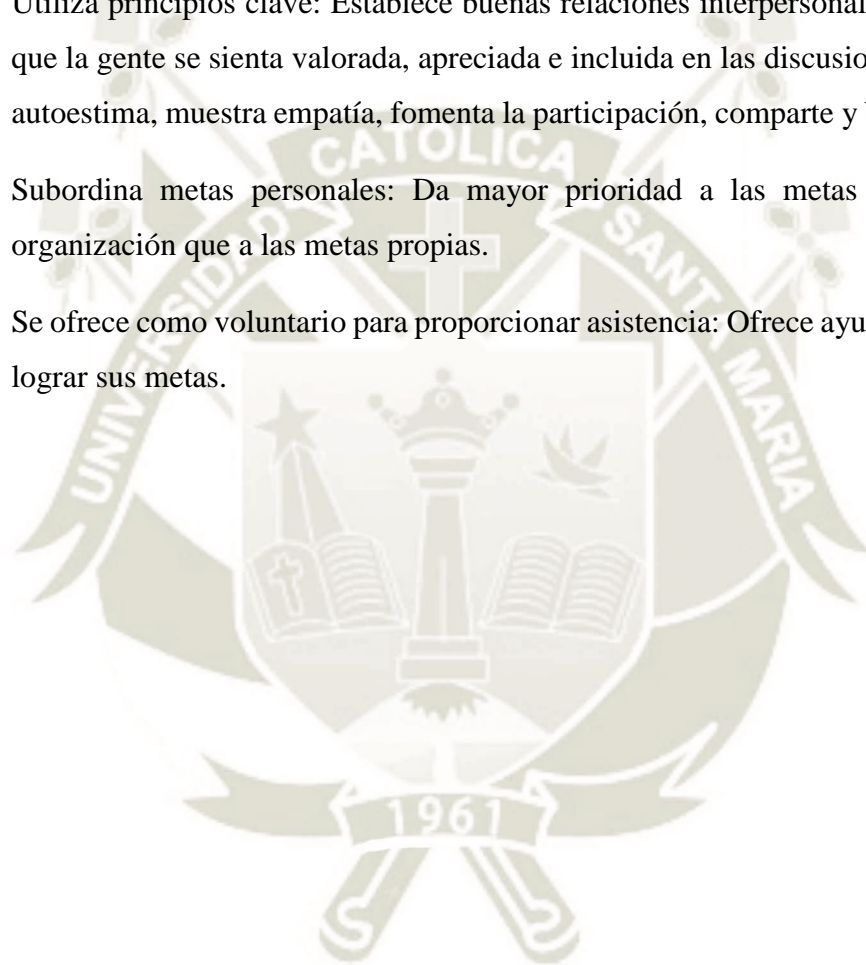 Utiliza principios clave: Establece buenas relaciones interpersonal
que la gente se sienta valorada, apreciada e incluida en las discusio
autoestima, muestra empatía, fomenta la participación, comparte y
Subordina metas personales: Da mayor prioridad a las metas
organización que a las metas propias.
Se ofrece como voluntario para proporcionar asistencia: Ofrece ayu
lograr sus metas.
UNIVERSIDAD CATOLICA SANTA MARIA
1961